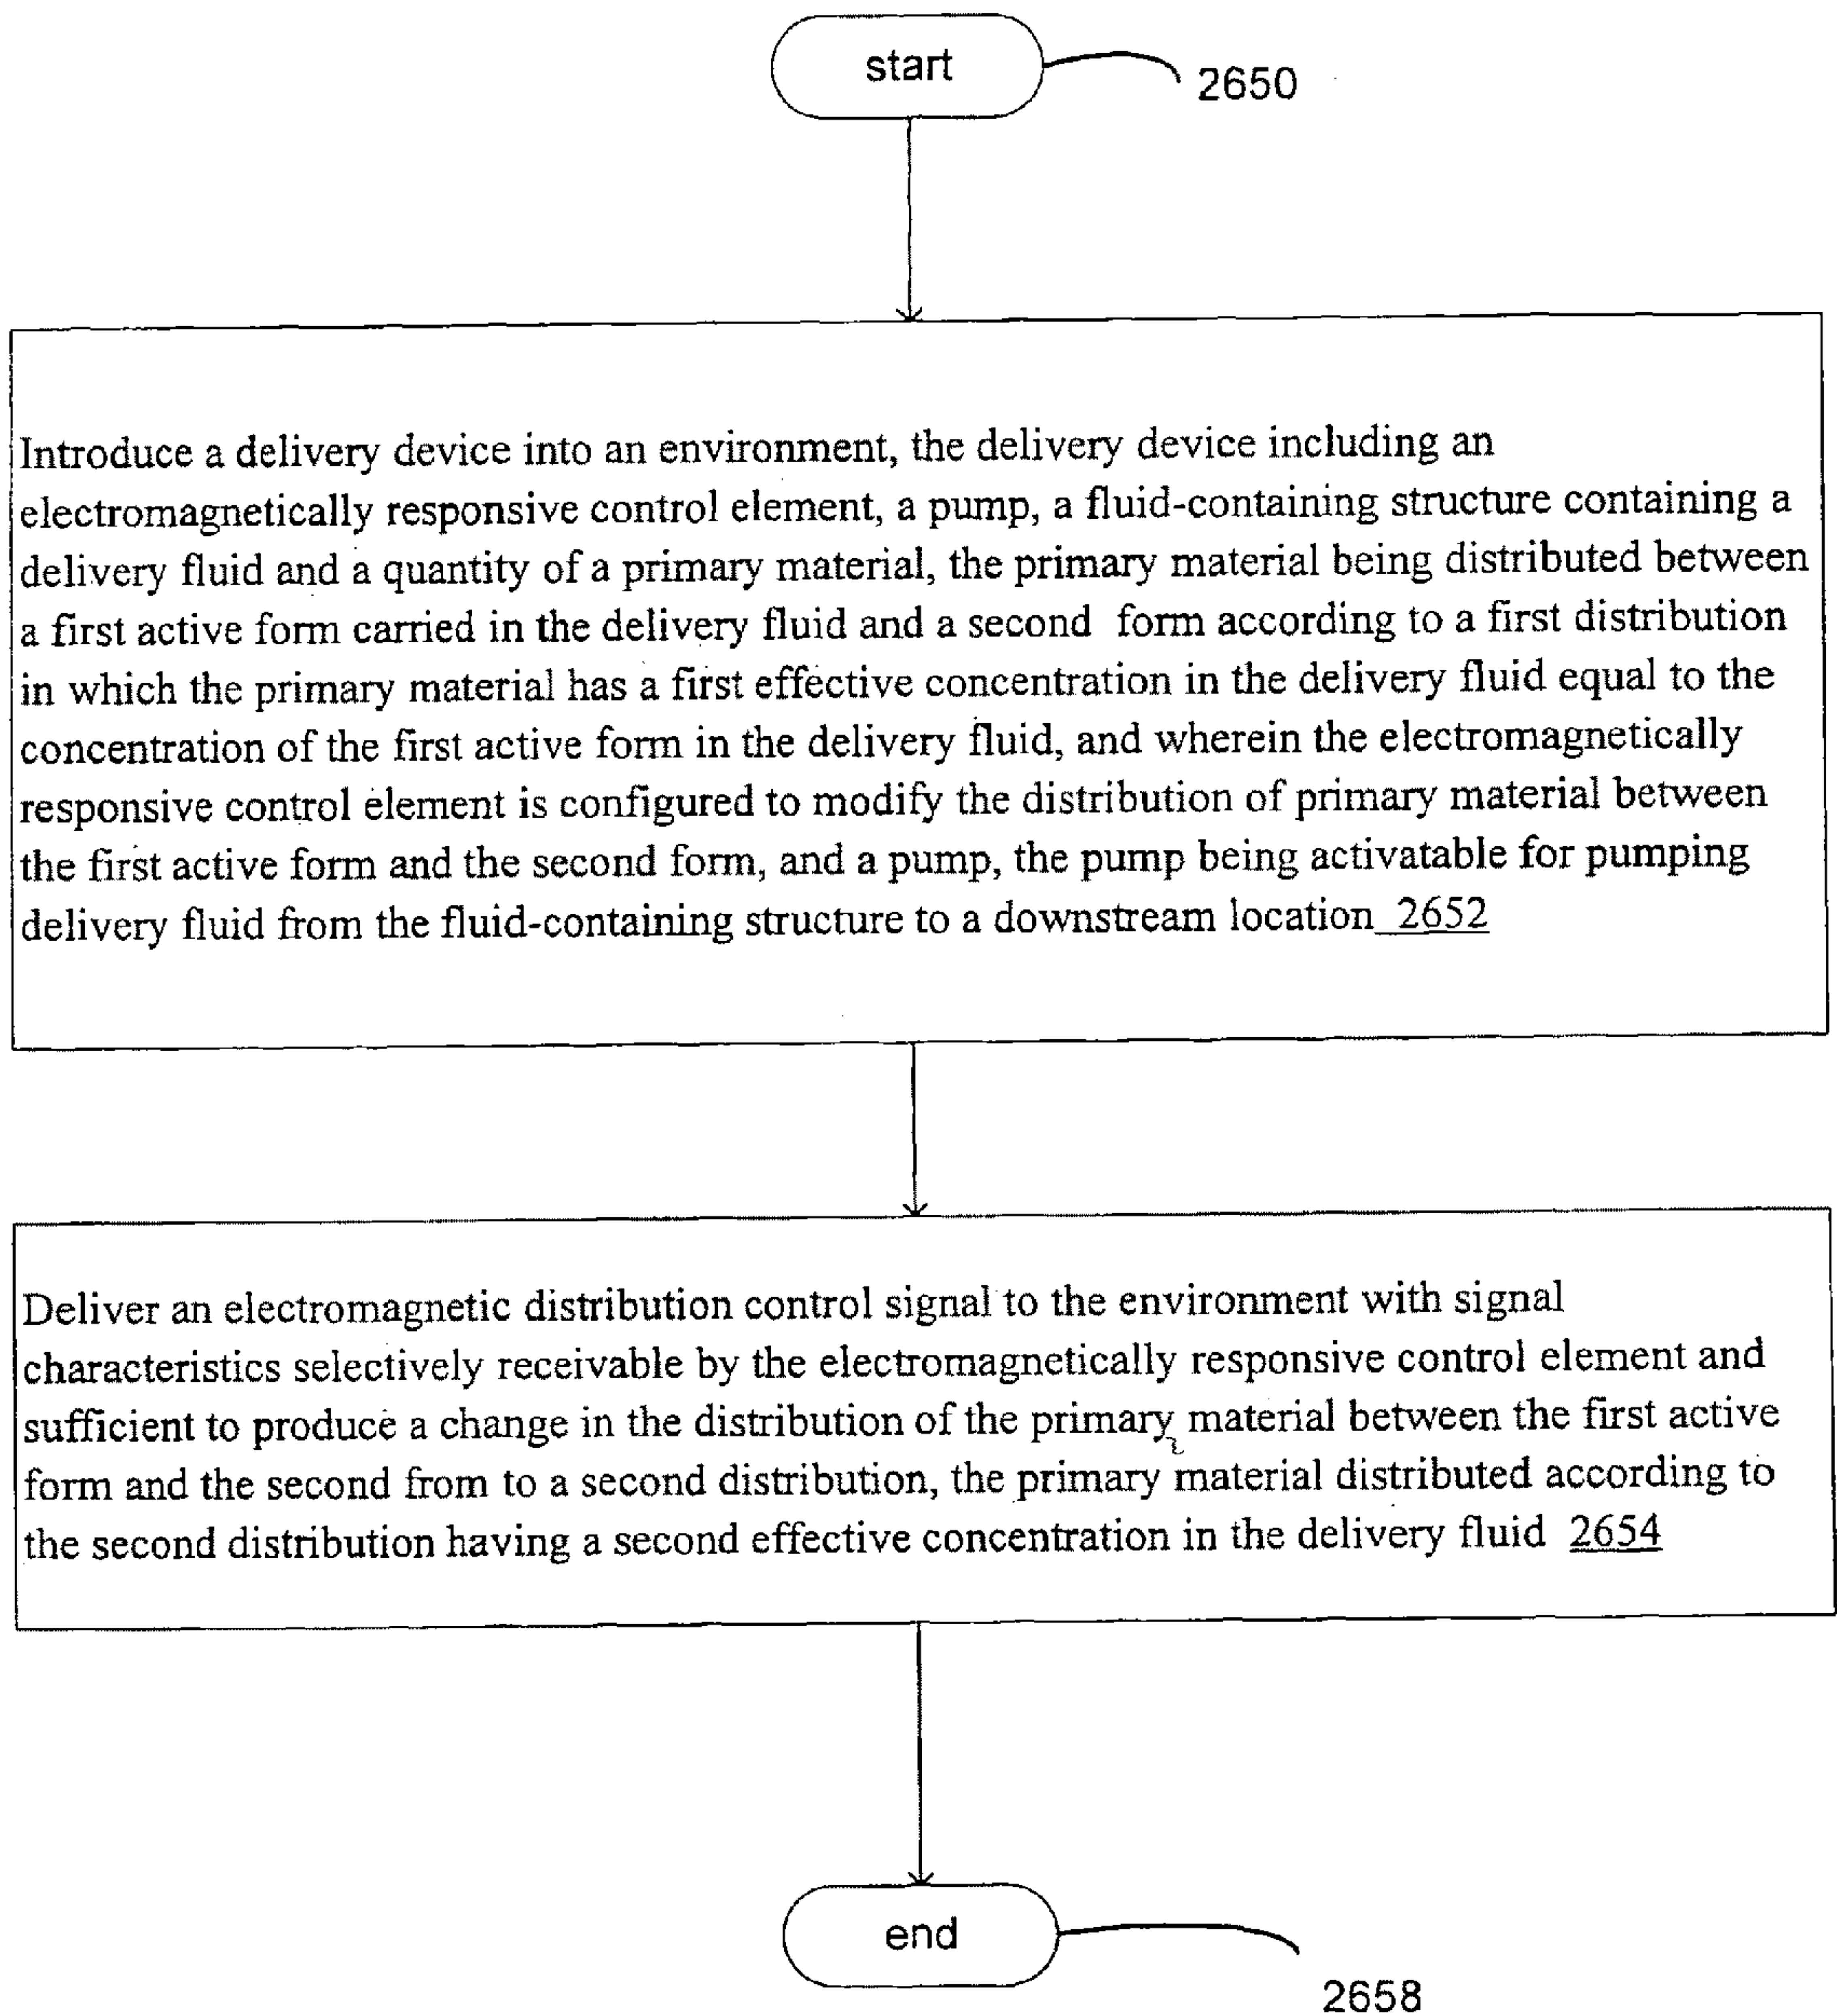 start
2650
Introduce a delivery device into an environment, the delivery device including an
electromagnetically responsive control element, a pump, a fluid-containing structure containing a
delivery fluid and a quantity of a primary material, the primary material being distributed between
a first active form carried in the delivery fluid and a second form according to a first distribution
in which the primary material has a first effective concentration in the delivery fluid equal to the
concentration of the first active form in the delivery fluid, and wherein the electromagnetically
responsive control element is configured to modify the distribution of primary material between
the first active form and the second form, and a pump, the pump being activatable for pumping
delivery fluid from the fluid-containing structure to a downstream location 2652
Deliver an electromagnetic distribution control signal to the environment with signal
characteristics selectively receivable by the electromagnetically responsive control element and
sufficient to produce a change in the distribution of the primary material between the first active
form and the second from to a second distribution, the primary material distributed according to
the second distribution having a second effective concentration in the delivery fluid 2654
end
2658